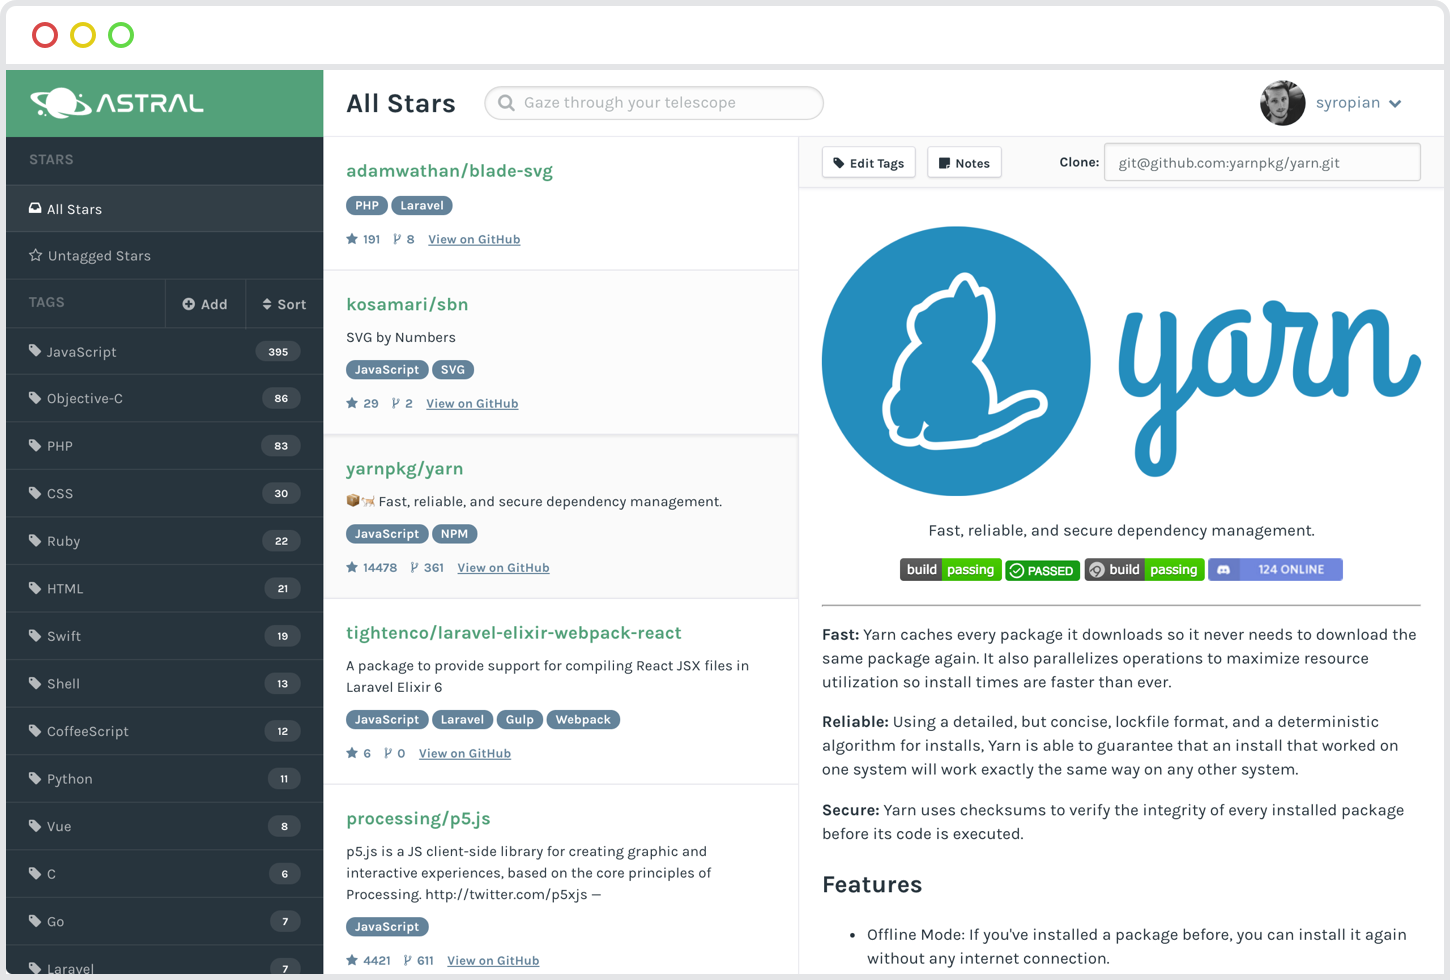 ASTRAL
All Stars
Gaze through your telescope
syropian
STARS
All Stars
Untagged Stars
TAGS
Add
Sort
JavaScript 395
Objective-C 86
PHP 83
CSS 30
Ruby 22
HTML 21
Swift 19
Shell 13
CoffeeScript 12
Python 11
Vue 8
C 6
Go 7
Laravel 7
adamwathan/blade-svg
PHP Laravel
191 8 View on GitHub
kosamari/sbn
SVG by Numbers
JavaScript SVG
29 2 View on GitHub
yarnpkg/yarn
📦🐈 Fast, reliable, and secure dependency management.
JavaScript NPM
14478 361 View on GitHub
tightenco/laravel-elixir-webpack-react
A package to provide support for compiling React JSX files in
Laravel Elixir 6
JavaScript Laravel Gulp Webpack
6 0 View on GitHub
processing/p5.js
p5.js is a JS client-side library for creating graphic and
interactive experiences, based on the core principles of
Processing. http://twitter.com/p5xjs —
JavaScript
4421 611 View on GitHub
Edit Tags
Notes
Clone: git@github.com:yarnpkg/yarn.git
yarn
Fast, reliable, and secure dependency management.
build passing PASSED build passing 124 ONLINE
Fast: Yarn caches every package it downloads so it never needs to download the
same package again. It also parallelizes operations to maximize resource
utilization so install times are faster than ever.
Reliable: Using a detailed, but concise, lockfile format, and a deterministic
algorithm for installs, Yarn is able to guarantee that an install that worked on
one system will work exactly the same way on any other system.
Secure: Yarn uses checksums to verify the integrity of every installed package
before its code is executed.
Features
• Offline Mode: If you've installed a package before, you can install it again
without any internet connection.